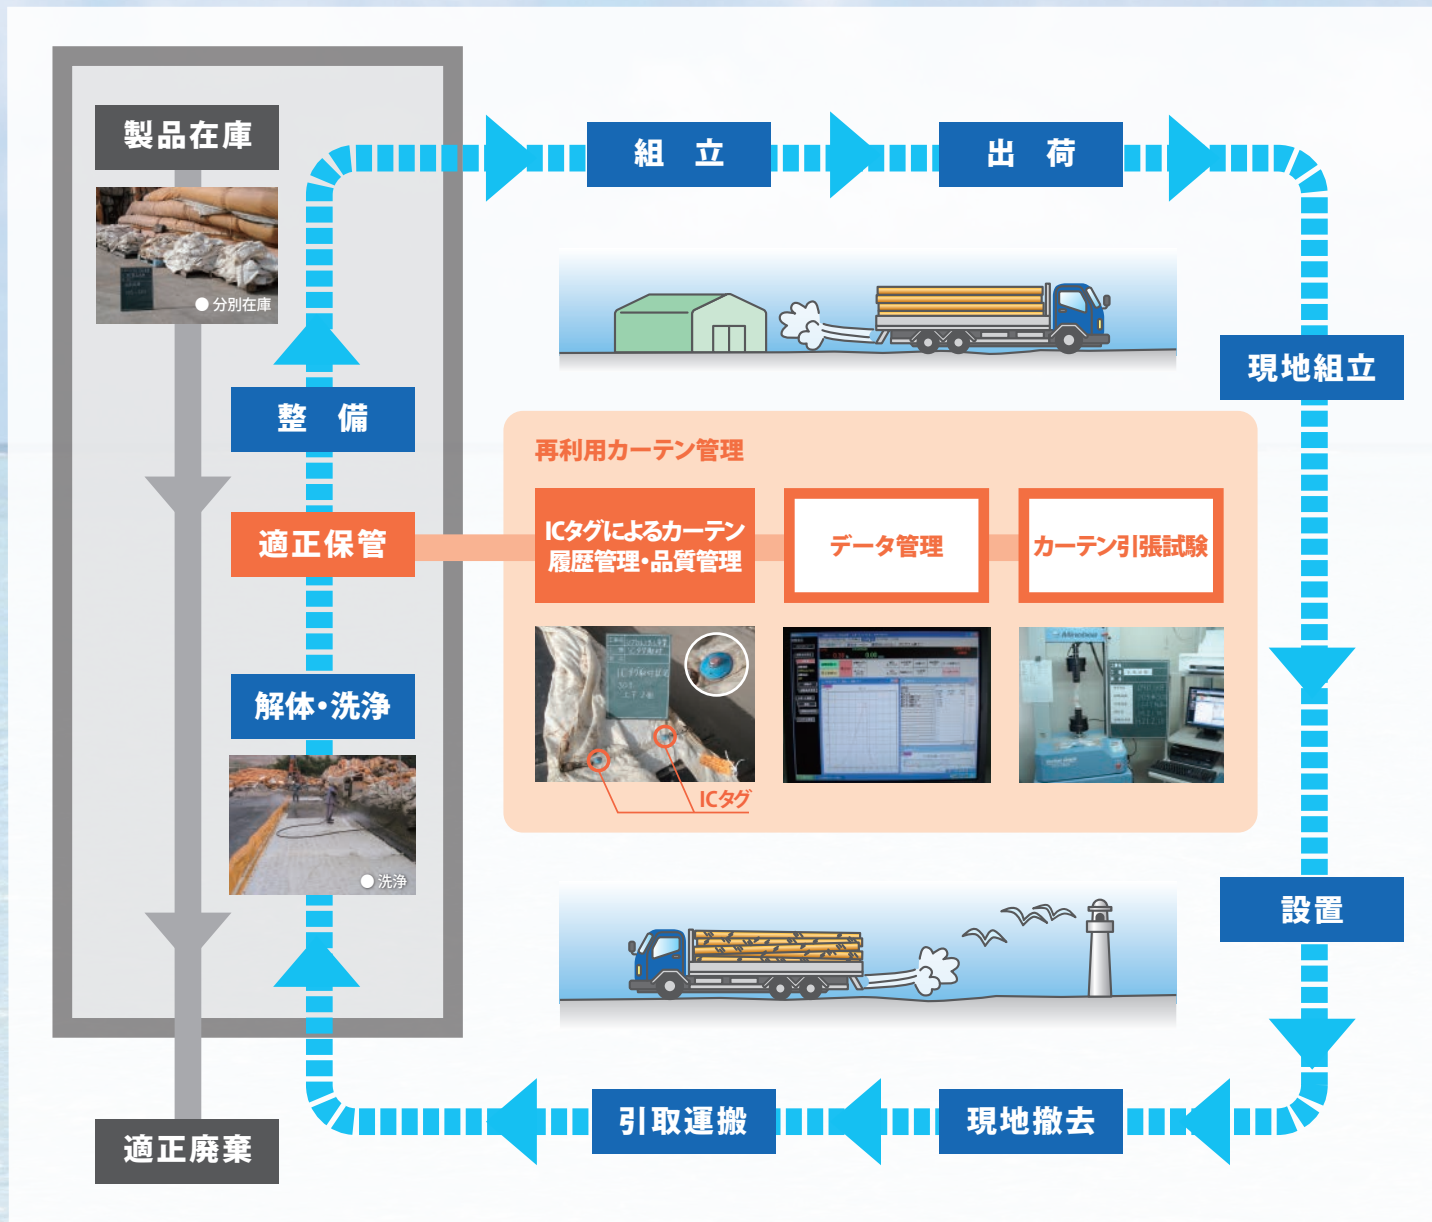 製品在庫
●分別在庫
組　立
出　荷
現地組立
整　備
適正保管
再利用カーテン管理
ICタグによるカーテン
履歴管理・品質管理
データ管理
カーテン引張試験
ICタグ
解体・洗浄
●洗浄
設置
引取運搬
現地撤去
適正廃棄